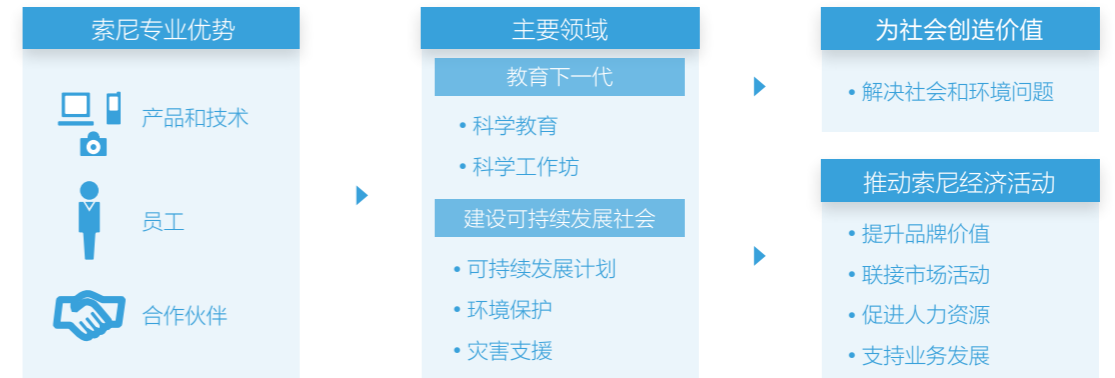 索尼专业优势
产品和技术
员工
合作伙伴
主要领域
教育下一代
• 科学教育
• 科学工作坊
建设可持续发展社会
• 可持续发展计划
• 环境保护
• 灾害支援
为社会创造价值
• 解决社会和环境问题
推动索尼经济活动
• 提升品牌价值
• 联接市场活动
• 促进人力资源
• 支持业务发展